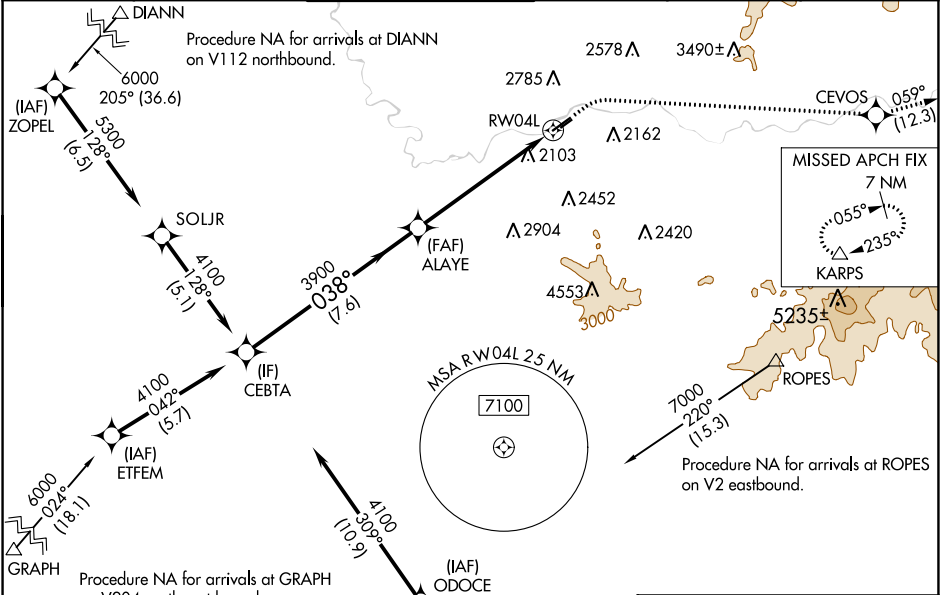 DIANN
Procedure NA for arrivals at DIANN
on V112 northbound.
6000
205° (36.6)
(IAF)
ZOPEL
5300
128°
(6.5)
SOLJR
4100
128°
(5.1)
2578
3490±
2785
RW04L
2162
2103
CEVOS
059°
(12.3)
MISSED APCH FIX
7 NM
055°
235°
KARPS
2452
2904
2420
(FAF)
ALAYE
3900
038°
(7.6)
4553
3000
5235±
(IF)
CEBTA
4100
042°
(5.7)
(IAF)
ETFEM
MSA RW04L 25 NM
7100
ROPES
7000
220°
(15.3)
Procedure NA for arrivals at ROPES
on V2 eastbound.
6000
024°
(18.1)
GRAPH
4100
309°
(10.9)
(IAF)
ODOCE
Procedure NA for arrivals at GRAPH